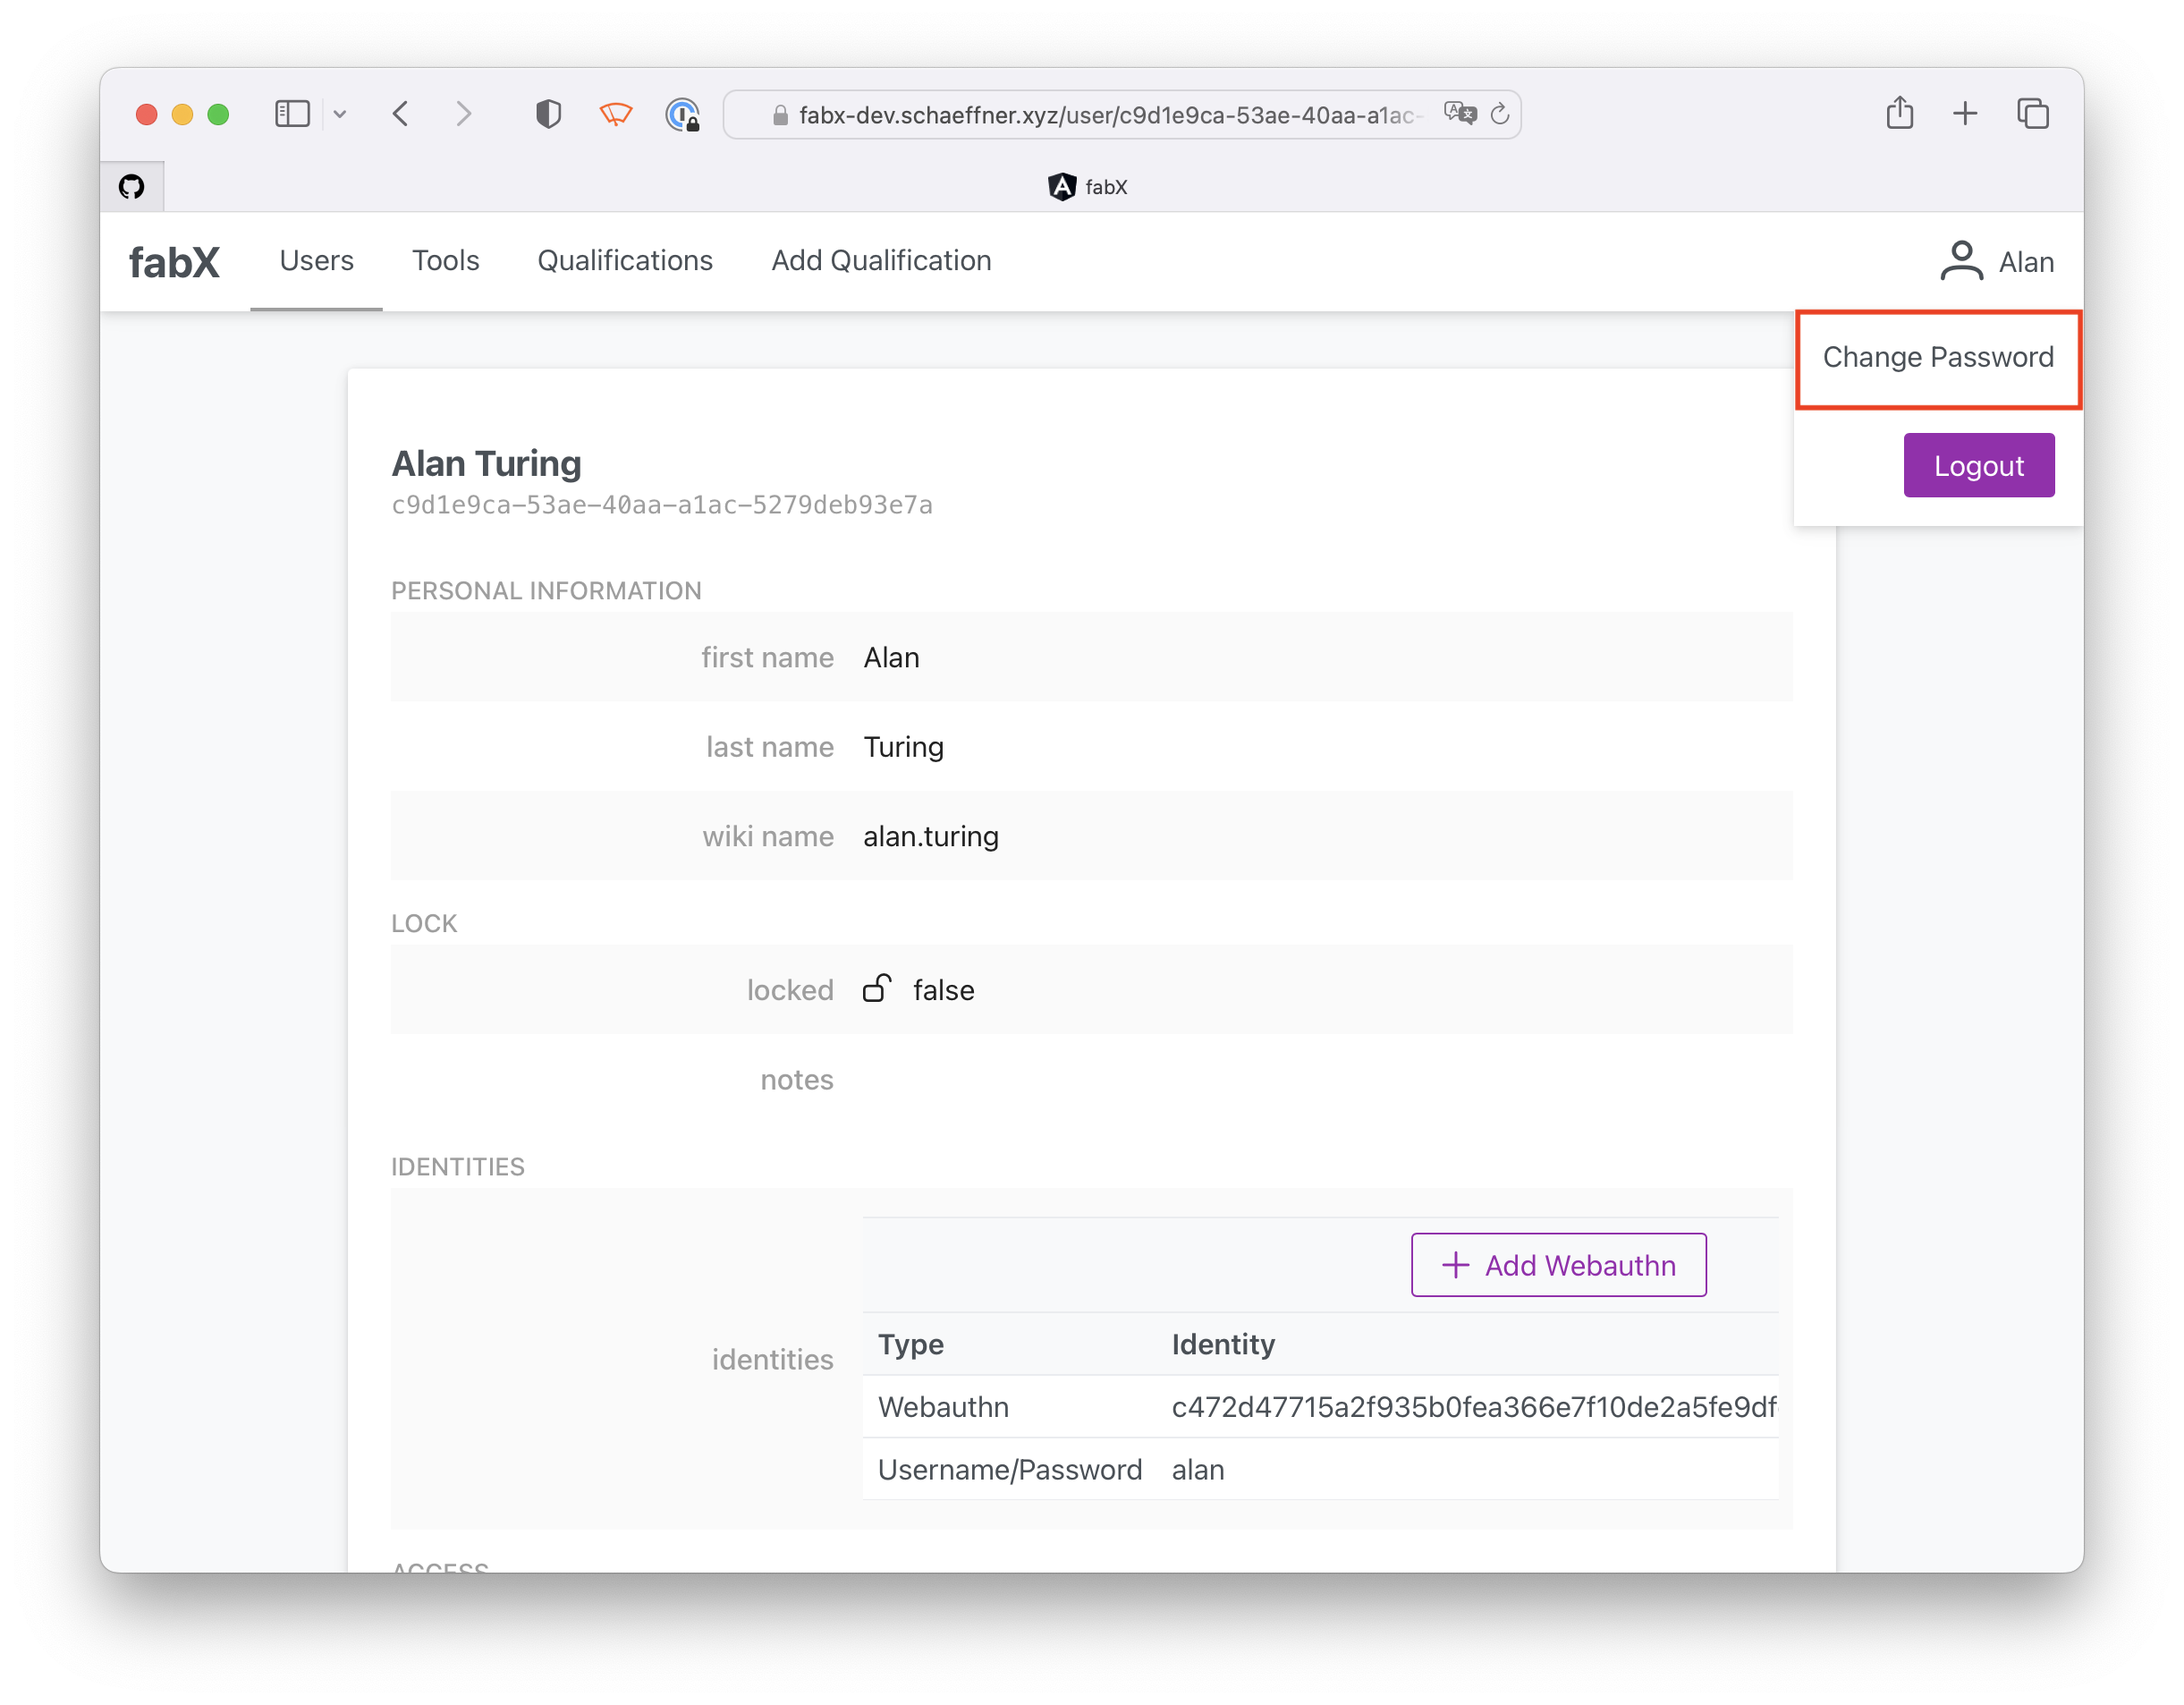 fabx-dev.schaeffner.xyz/user/c9d1e9ca-53ae-40aa-a1ac-
fabX
fabX Users Tools Qualifications Add Qualification Alan
Change Password
Logout
Alan Turing
c9d1e9ca-53ae-40aa-a1ac-5279deb93e7a
PERSONAL INFORMATION
first name Alan
last name Turing
wiki name alan.turing
LOCK
locked false
notes
IDENTITIES
Add Webauthn
identities
Type Identity
Webauthn c472d47715a2f935b0fea366e7f10de2a5fe9df
Username/Password alan
ACCESS